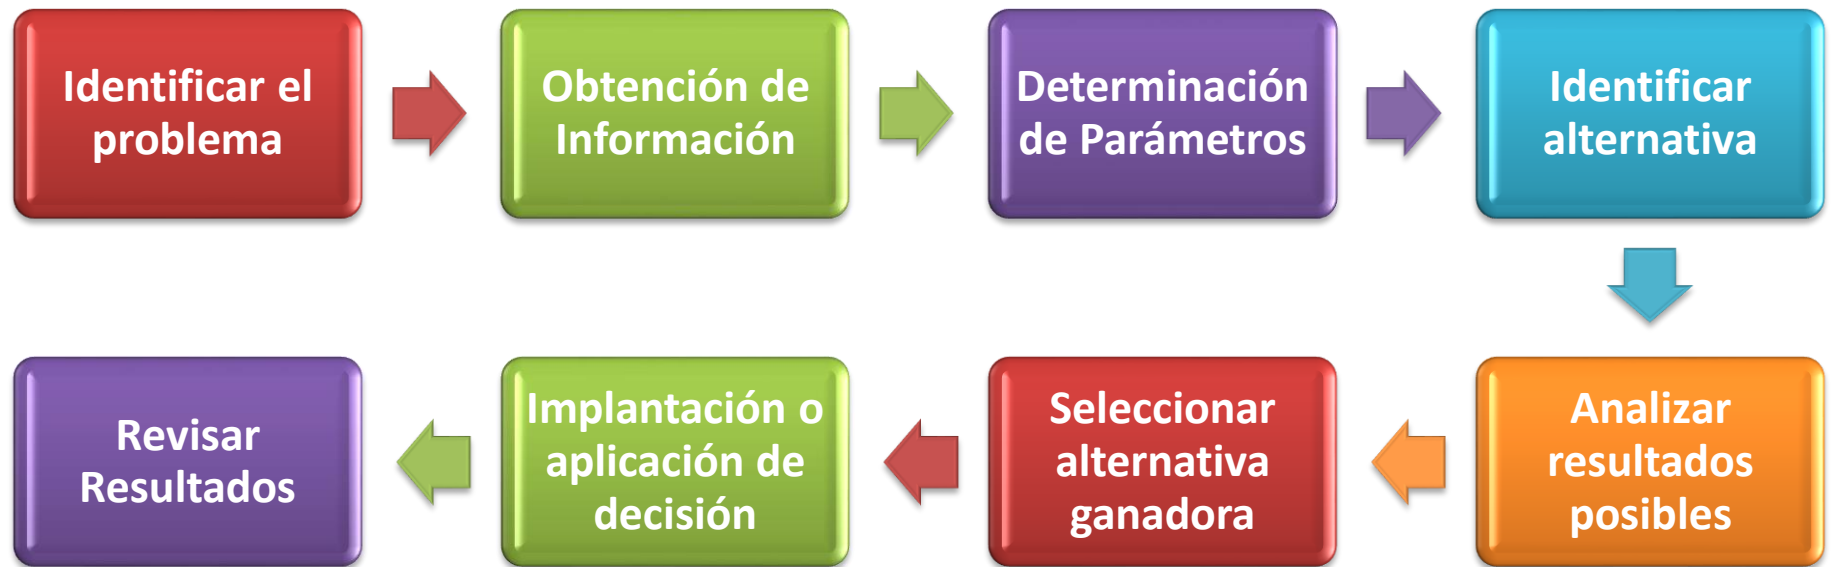 Identificar el
problema
Obtención de
Información
Determinación
de Parámetros
Identificar
alternativa
Analizar
resultados
posibles
Seleccionar
alternativa
ganadora
Implantación o
aplicación de
decisión
Revisar
Resultados